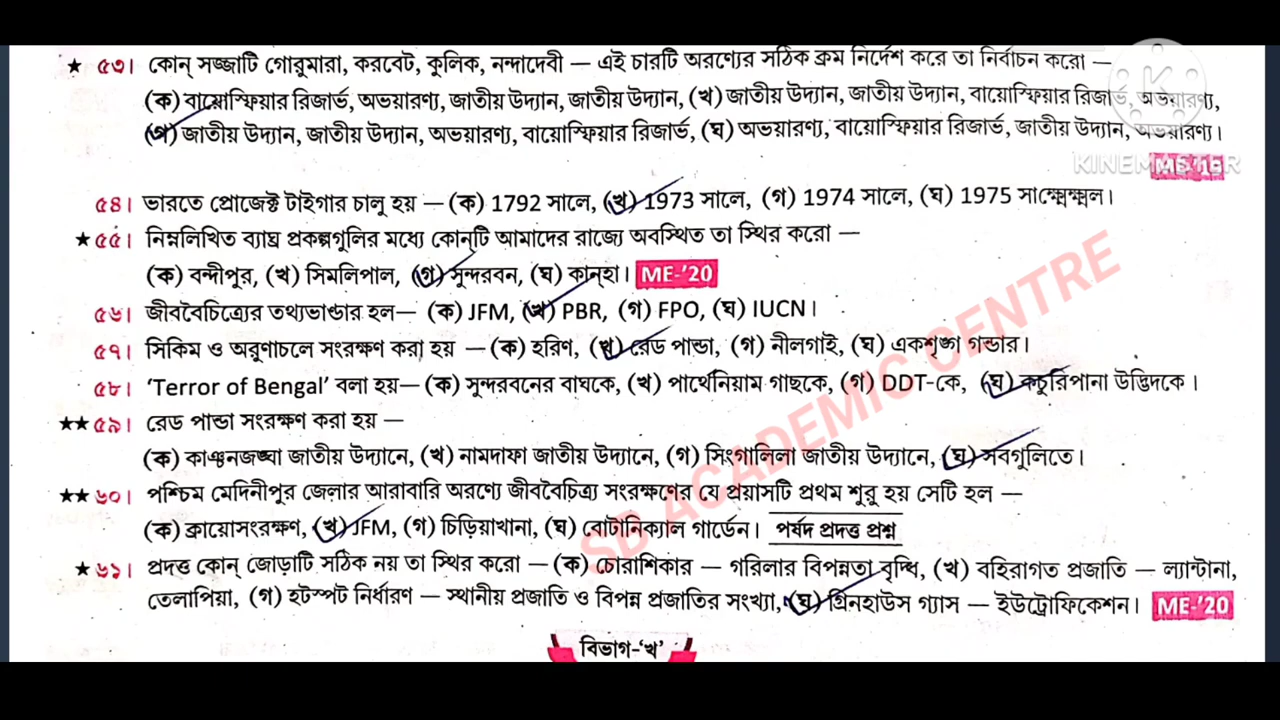 ★ ৫৩। কোন্ সজ্জাটি গোরুমারা, করবেট, কুলিক, নন্দাদেবী — এই চারটি অরণ্যের সঠিক ক্রম নির্দেশ করে তা নির্বাচন করো —
(ক) বায়োস্ফিয়ার রিজার্ভ, অভয়ারণ্য, জাতীয় উদ্যান, জাতীয় উদ্যান, (খ) জাতীয় উদ্যান, জাতীয় উদ্যান, বায়োস্ফিয়ার রিজার্ভ, অভয়ারণ্য,
(গ) জাতীয় উদ্যান, জাতীয় উদ্যান, অভয়ারণ্য, বায়োস্ফিয়ার রিজার্ভ, (ঘ) অভয়ারণ্য, বায়োস্ফিয়ার রিজার্ভ, জাতীয় উদ্যান, অভয়ারণ্য।
KINEMASTER
৫৪। ভারতে প্রোজেক্ট টাইগার চালু হয় — (ক) 1792 সালে, (খ) 1973 সালে, (গ) 1974 সালে, (ঘ) 1975
★৫৫। নিম্নলিখিত ব্যাঘ্র প্রকল্পগুলির মধ্যে কোন্‌টি আমাদের রাজ্যে অবস্থিত তা স্থির করো —
(ক) বন্দীপুর, (খ) সিমলিপাল, (গ) সুন্দরবন, (ঘ) কান্‌হা। ME-'20
৫৬। জীববৈচিত্র্যের তথ্যভাণ্ডার হল— (ক) JFM, (খ) PBR, (গ) FPO, (ঘ) IUCN।
৫৭। সিকিম ও অরুণাচলে সংরক্ষণ করা হয় — (ক) হরিণ, (খ) রেড পান্ডা, (গ) নীলগাই, (ঘ) একশৃঙ্গ গন্ডার।
৫৮। 'Terror of Bengal' বলা হয়— (ক) সুন্দরবনের বাঘকে, (খ) পার্থেনিয়াম গাছকে, (গ) DDT-কে, (ঘ) কচুরিপানা উদ্ভিদকে।
★★৫৯। রেড পান্ডা সংরক্ষণ করা হয় —
(ক) কাঞ্চনজঙ্ঘা জাতীয় উদ্যানে, (খ) নামদাফা জাতীয় উদ্যানে, (গ) সিংগালিলা জাতীয় উদ্যানে, (ঘ) সবগুলিতে।
★★৬০। পশ্চিম মেদিনীপুর জেলার আরাবারি অরণ্যে জীববৈচিত্র্য সংরক্ষণের যে প্রয়াসটি প্রথম শুরু হয় সেটি হল —
(ক) ক্রায়োসংরক্ষণ, (খ) JFM, (গ) চিড়িয়াখানা, (ঘ) বোটানিক্যাল গার্ডেন। পর্ষদ প্রদত্ত প্রশ্ন
★৬১। প্রদত্ত কোন্ জোড়াটি সঠিক নয় তা স্থির করো — (ক) চোরাশিকার — গরিলার বিপন্নতা বৃদ্ধি, (খ) বহিরাগত প্রজাতি — ল্যান্টানা,
তেলাপিয়া, (গ) হটস্পট নির্ধারণ — স্থানীয় প্রজাতি ও বিপন্ন প্রজাতির সংখ্যা, (ঘ) গ্রিনহাউস গ্যাস — ইউট্রোফিকেশন। ME-'20
বিভাগ-'খ'
SB ACADEMIC CENTRE